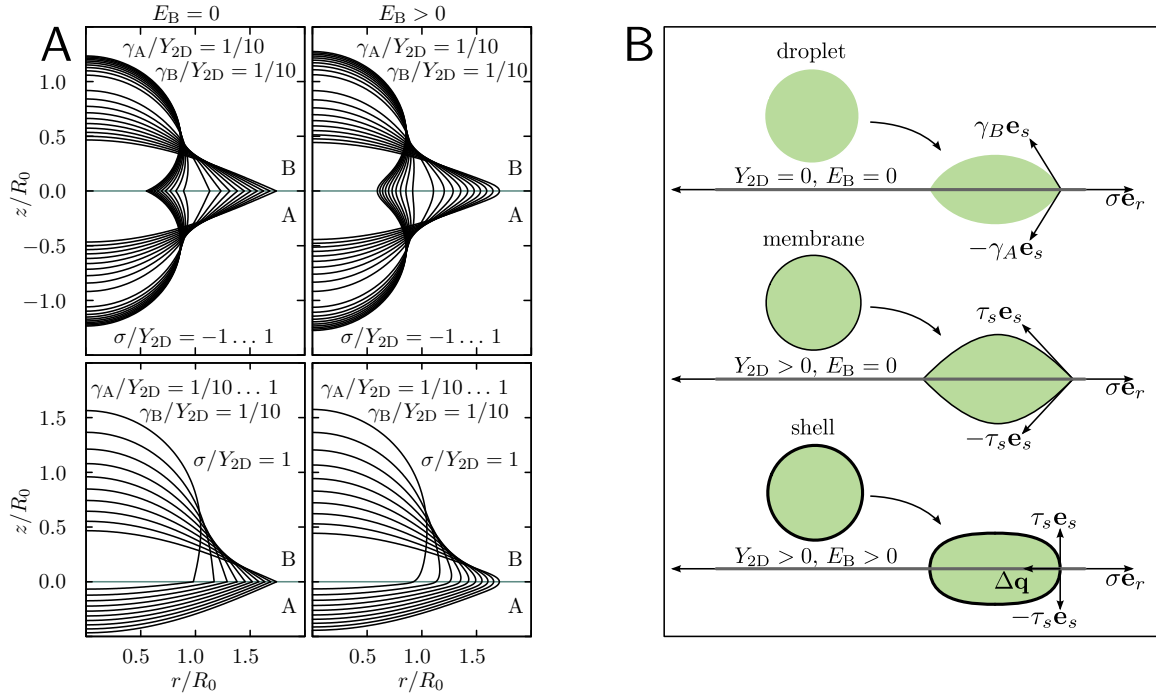 A
E_B = 0
E_B > 0
γ_A/Y_2D = 1/10
γ_B/Y_2D = 1/10
γ_A/Y_2D = 1/10
γ_B/Y_2D = 1/10
z/R_0
1.0
0.5
0.0
−0.5
−1.0
B
A
B
A
σ/Y_2D = −1 … 1
σ/Y_2D = −1 … 1
γ_A/Y_2D = 1/10 … 1
γ_B/Y_2D = 1/10
σ/Y_2D = 1
γ_A/Y_2D = 1/10 … 1
γ_B/Y_2D = 1/10
σ/Y_2D = 1
z/R_0
1.5
1.0
0.5
0.0
B
A
B
A
0.5 1.0 1.5
0.5 1.0 1.5
r/R_0
r/R_0
B
droplet
γ_B e_s
Y_2D = 0, E_B = 0
σe_r
−γ_A e_s
membrane
τ_s e_s
Y_2D > 0, E_B = 0
σe_r
−τ_s e_s
shell
τ_s e_s
Y_2D > 0, E_B > 0
Δq
σe_r
−τ_s e_s